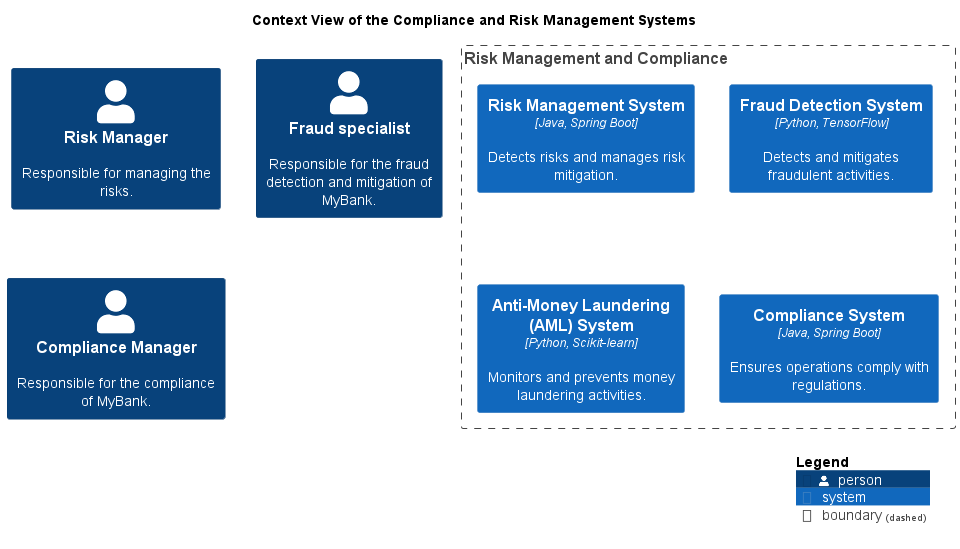 Context View of the Compliance and Risk Management Systems
Risk Manager
Responsible for managing the
risks.
Fraud specialist
Responsible for the fraud
detection and mitigation of
MyBank.
Risk Management and Compliance
Risk Management System
[Java, Spring Boot]
Detects risks and manages risk
mitigation.
Fraud Detection System
[Python, TensorFlow]
Detects and mitigates
fraudulent activities.
Compliance Manager
Responsible for the compliance
of MyBank.
Anti-Money Laundering
(AML) System
[Python, Scikit-learn]
Monitors and prevents money
laundering activities.
Compliance System
[Java, Spring Boot]
Ensures operations comply with
regulations.
Legend
person
system
boundary (dashed)